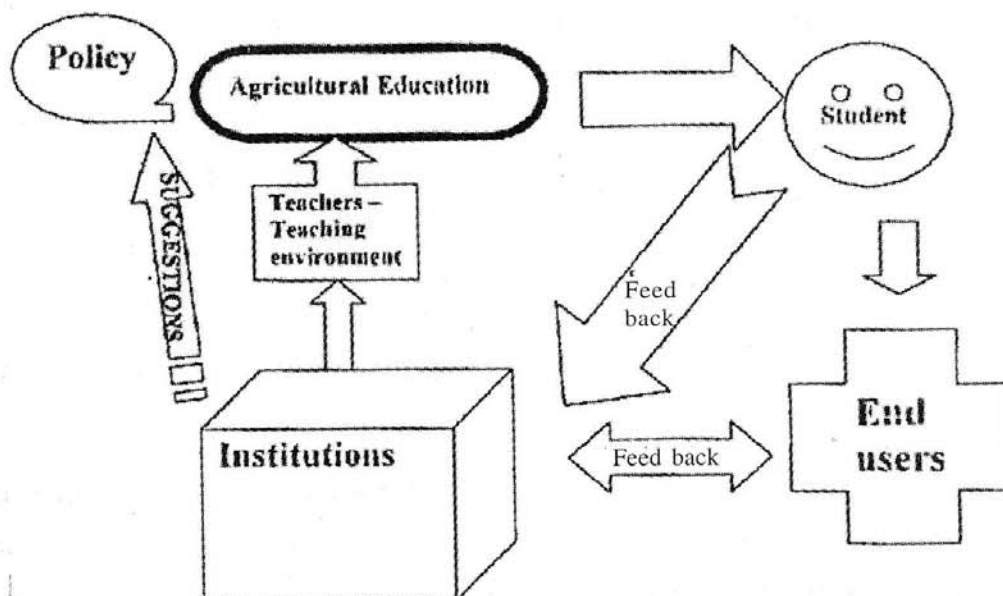 Policy
Agricultural Education
Student
SUGGESTIONS
Teachers –
Teaching
environment
Feed
back
Institutions
Feed back
End
users